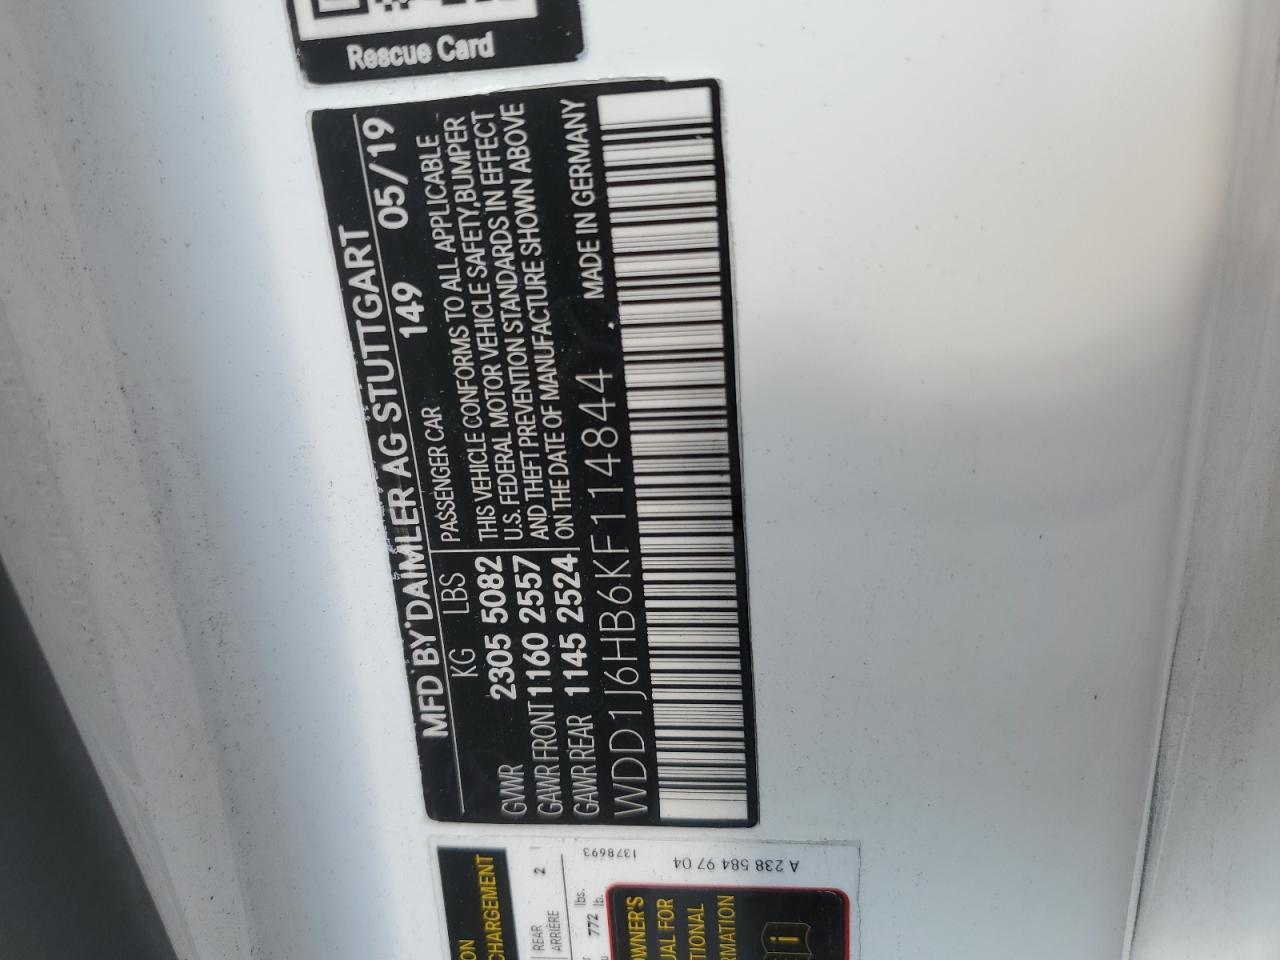 Rescue Card
MFD BY DAIMLER AG STUTTGART
149 05/19
KG LBS
GVWR 2305 5082
GAWR FRONT 1160 2557
GAWR REAR 1145 2524
PASSENGER CAR
THIS VEHICLE CONFORMS TO ALL APPLICABLE
U.S. FEDERAL MOTOR VEHICLE SAFETY,BUMPER
AND THEFT PREVENTION STANDARDS IN EFFECT
ON THE DATE OF MANUFACTURE SHOWN ABOVE
WDD1J6HB6KF114844 MADE IN GERMANY
ON
CHARGEMENT
REAR
ARRIÈRE
2
lbs.
772 lb.
1378693
A 238 584 97 04
OWNER'S
UAL FOR
TIONAL
RMATION
i